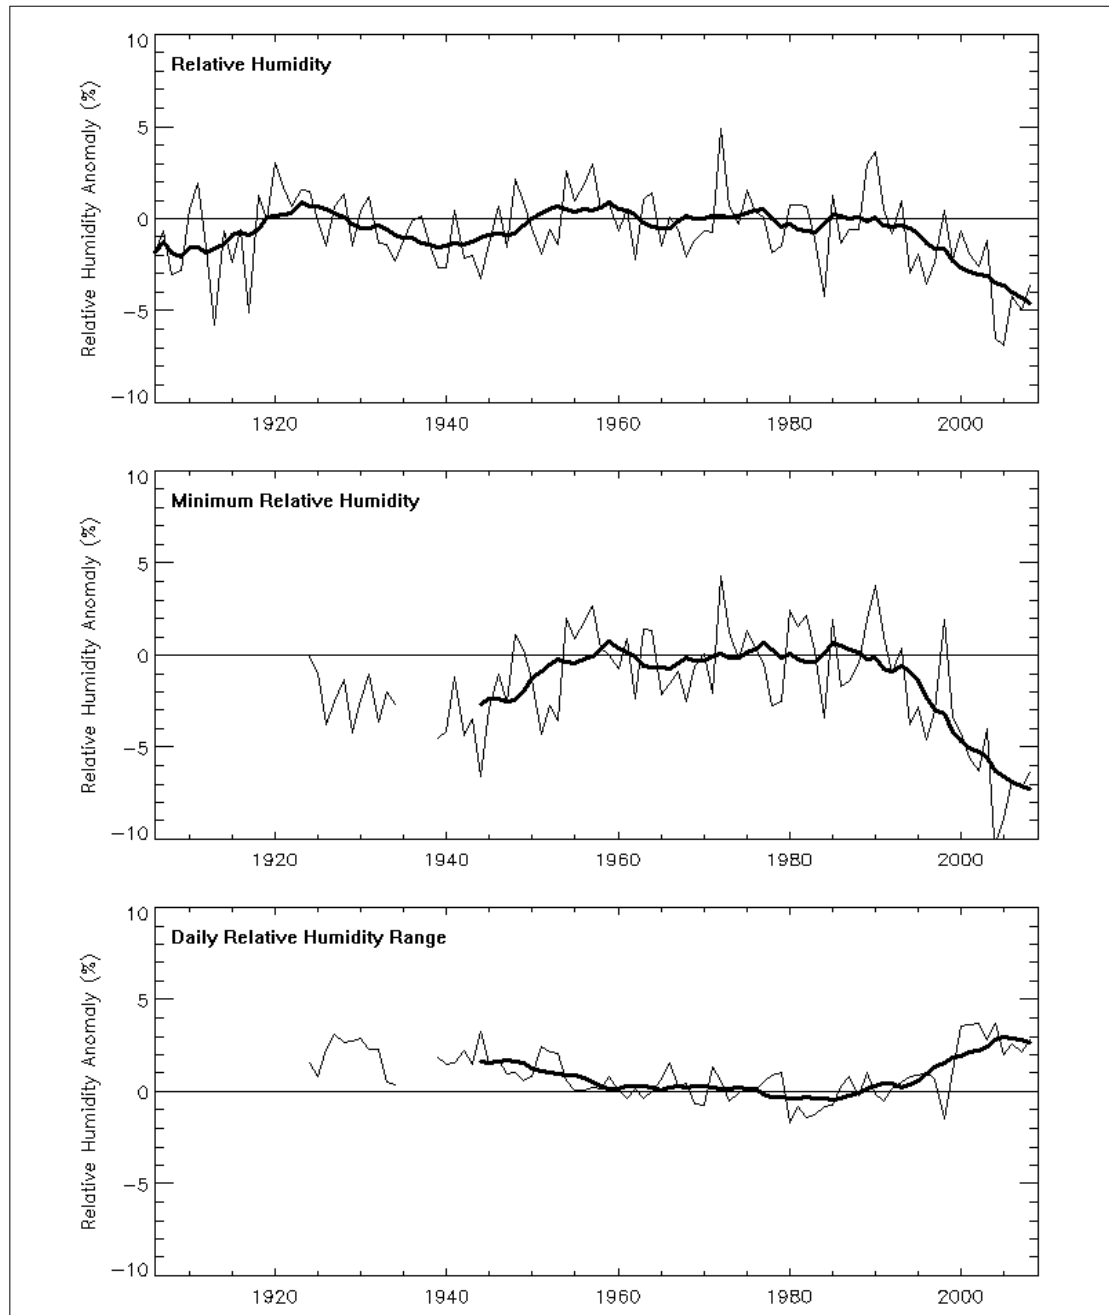 Relative Humidity
Relative Humidity Anomaly (%)
10
5
0
−5
−10
1920 1940 1960 1980 2000
Minimum Relative Humidity
Relative Humidity Anomaly (%)
10
5
0
−5
−10
1920 1940 1960 1980 2000
Daily Relative Humidity Range
Relative Humidity Anomaly (%)
10
5
0
−5
−10
1920 1940 1960 1980 2000